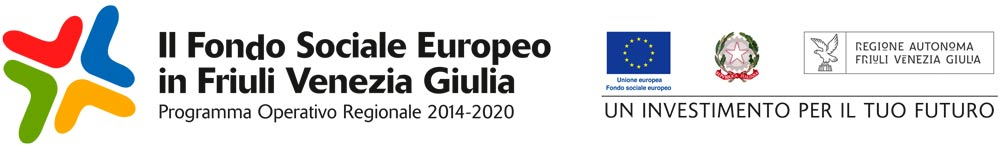 Il Fondo Sociale Europeo
in Friuli Venezia Giulia
Programma Operativo Regionale 2014-2020
Unione europea
Fondo sociale europeo
REGIONE AUTONOMA
FRIULI VENEZIA GIULIA
UN INVESTIMENTO PER IL TUO FUTURO